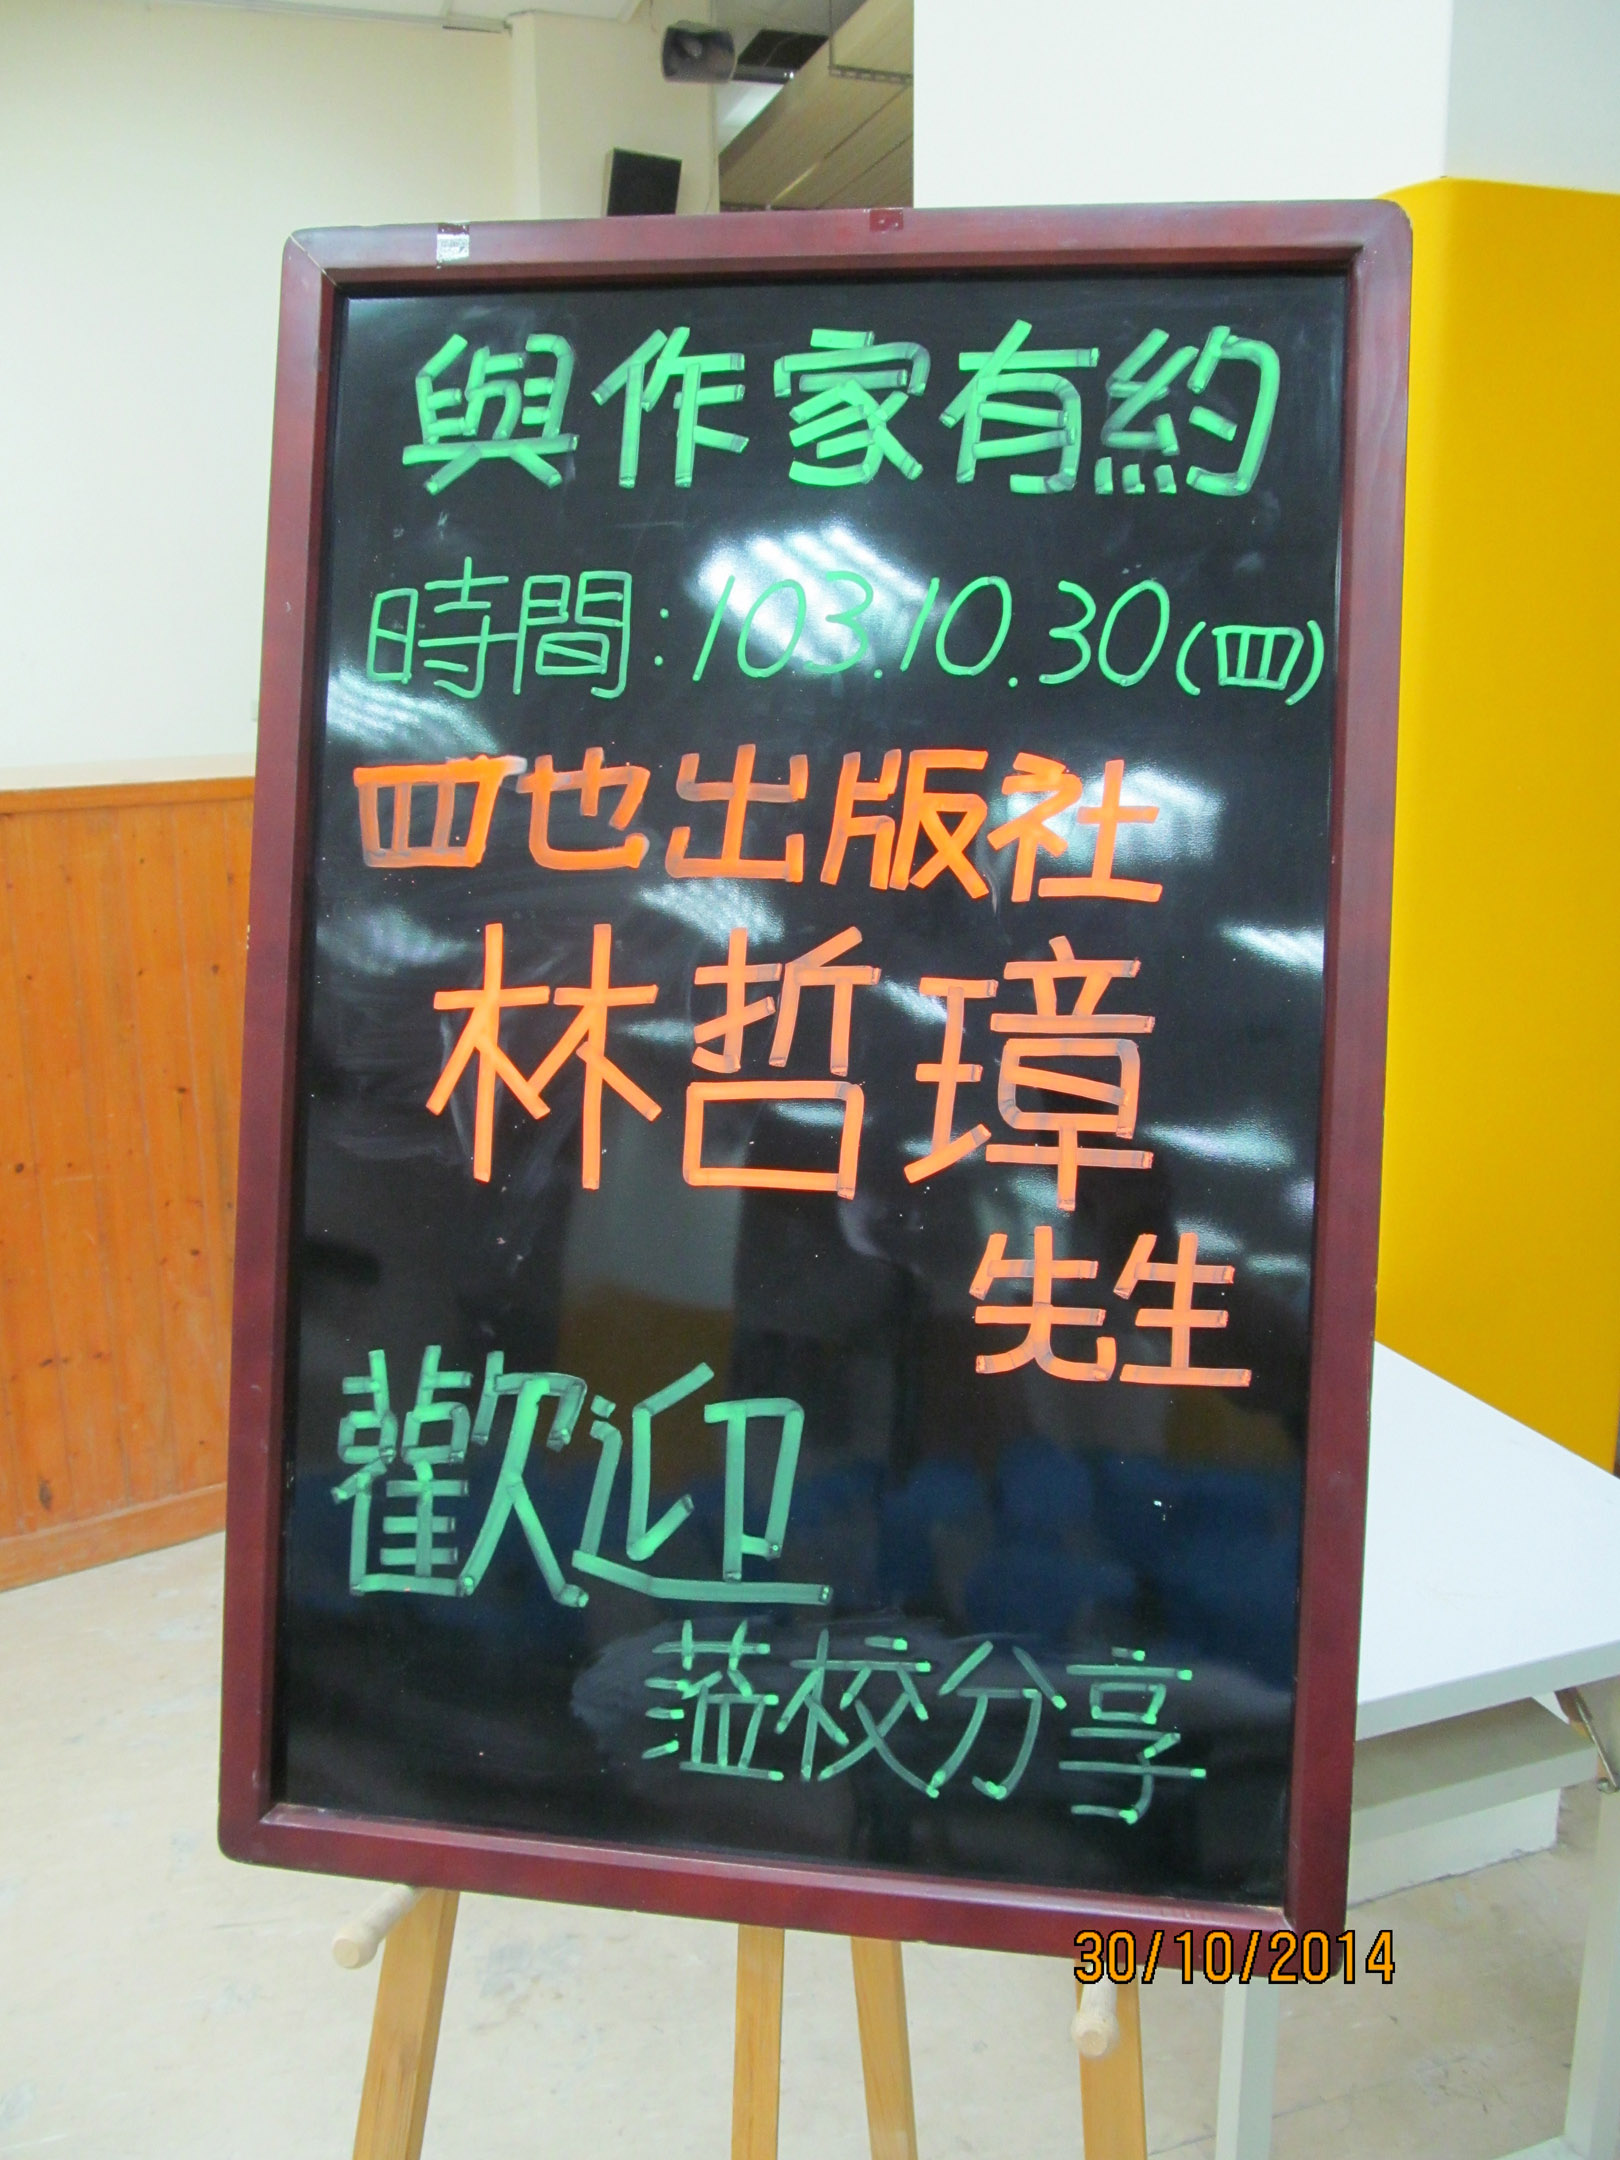 與作家有約
時間:103.10.30(四)
四也出版社
林哲璋
先生
歡迎
蒞校分享
30/10/2014